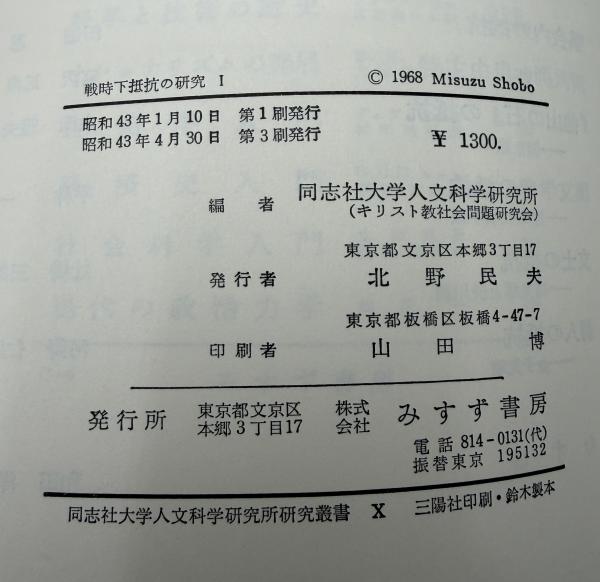 戦時下抵抗の研究 I
© 1968 Misuzu Shobo
昭和43年1月10日 第1刷発行
昭和43年4月30日 第3刷発行
¥ 1300.
編者 同志社大学人文科学研究所
(キリスト教社会問題研究会)
東京都文京区本郷3丁目17
発行者 北野民夫
東京都板橋区板橋4-47-7
印刷者 山田博
発行所 東京都文京区 株式 みすず書房
本郷3丁目17 会社
電話 814-0131(代)
振替東京 195132
同志社大学人文科学研究所研究叢書 X 三陽社印刷・鈴木製本